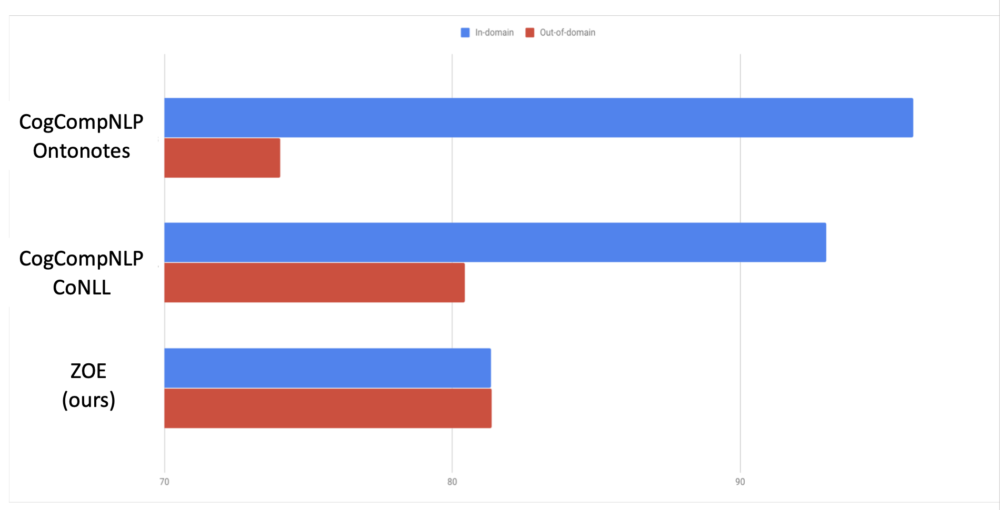 In-domain Out-of-domain
CogCompNLP
Ontonotes
CogCompNLP
CoNLL
ZOE
(ours)
70 80 90